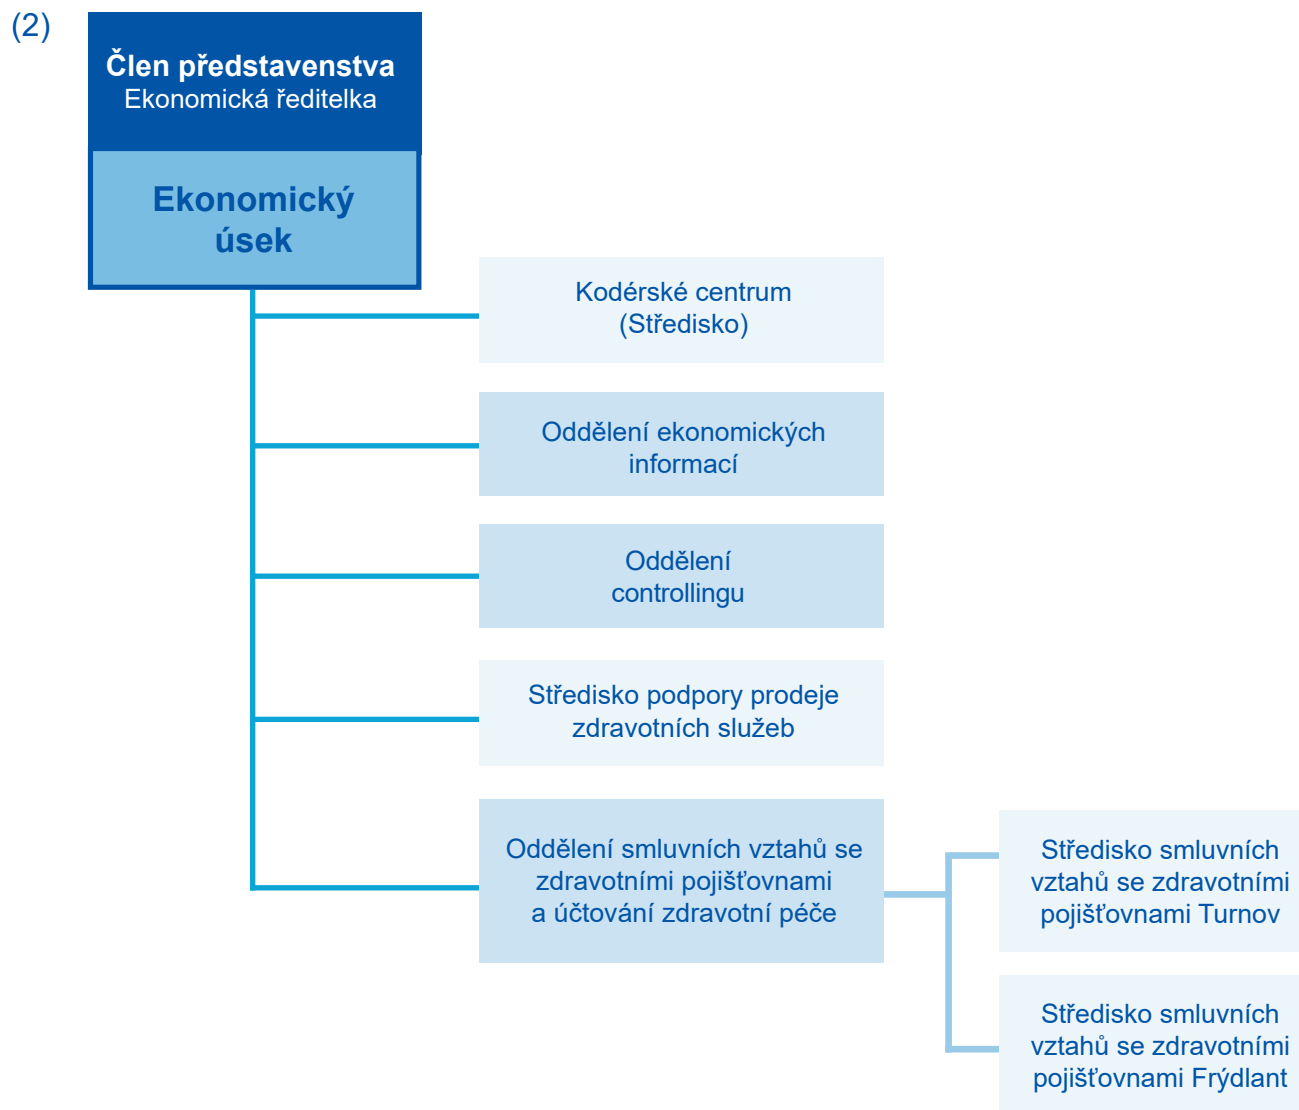 (2)
Člen představenstva
Ekonomická ředitelka
Ekonomický
úsek
Kodérské centrum
(Středisko)
Oddělení ekonomických
informací
Oddělení
controllingu
Středisko podpory prodeje
zdravotních služeb
Oddělení smluvních vztahů se
zdravotními pojišťovnami
a účtování zdravotní péče
Středisko smluvních
vztahů se zdravotními
pojišťovnami Turnov
Středisko smluvních
vztahů se zdravotními
pojišťovnami Frýdlant